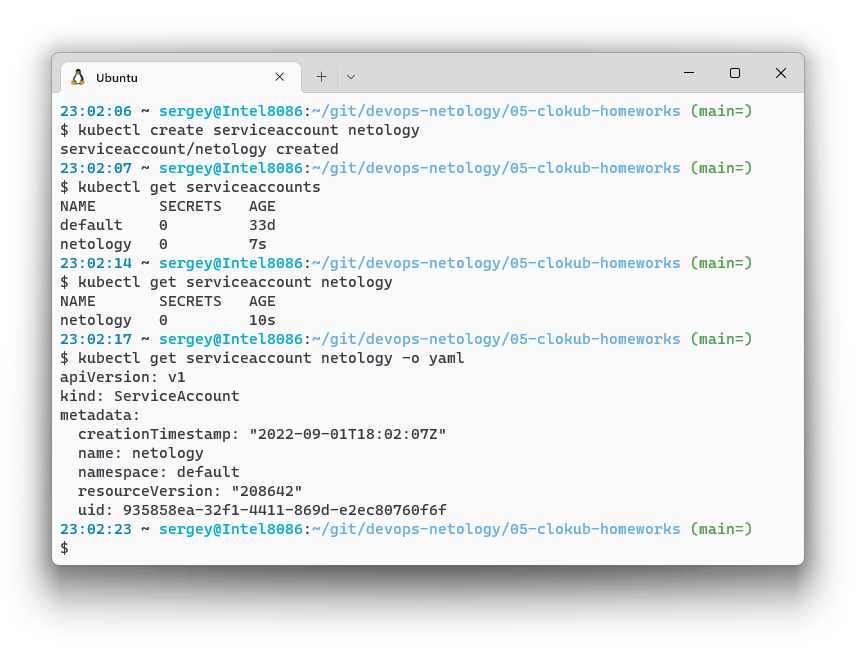 Ubuntu
23:02:06 ~ sergey@Intel8086:~/git/devops-netology/05-clokub-homeworks (main=)
$ kubectl create serviceaccount netology
serviceaccount/netology created
23:02:07 ~ sergey@Intel8086:~/git/devops-netology/05-clokub-homeworks (main=)
$ kubectl get serviceaccounts
NAME       SECRETS   AGE
default    0         33d
netology   0         7s
23:02:14 ~ sergey@Intel8086:~/git/devops-netology/05-clokub-homeworks (main=)
$ kubectl get serviceaccount netology
NAME       SECRETS   AGE
netology   0         10s
23:02:17 ~ sergey@Intel8086:~/git/devops-netology/05-clokub-homeworks (main=)
$ kubectl get serviceaccount netology -o yaml
apiVersion: v1
kind: ServiceAccount
metadata:
  creationTimestamp: "2022-09-01T18:02:07Z"
  name: netology
  namespace: default
  resourceVersion: "208642"
  uid: 935858ea-32f1-4411-869d-e2ec80760f6f
23:02:23 ~ sergey@Intel8086:~/git/devops-netology/05-clokub-homeworks (main=)
$